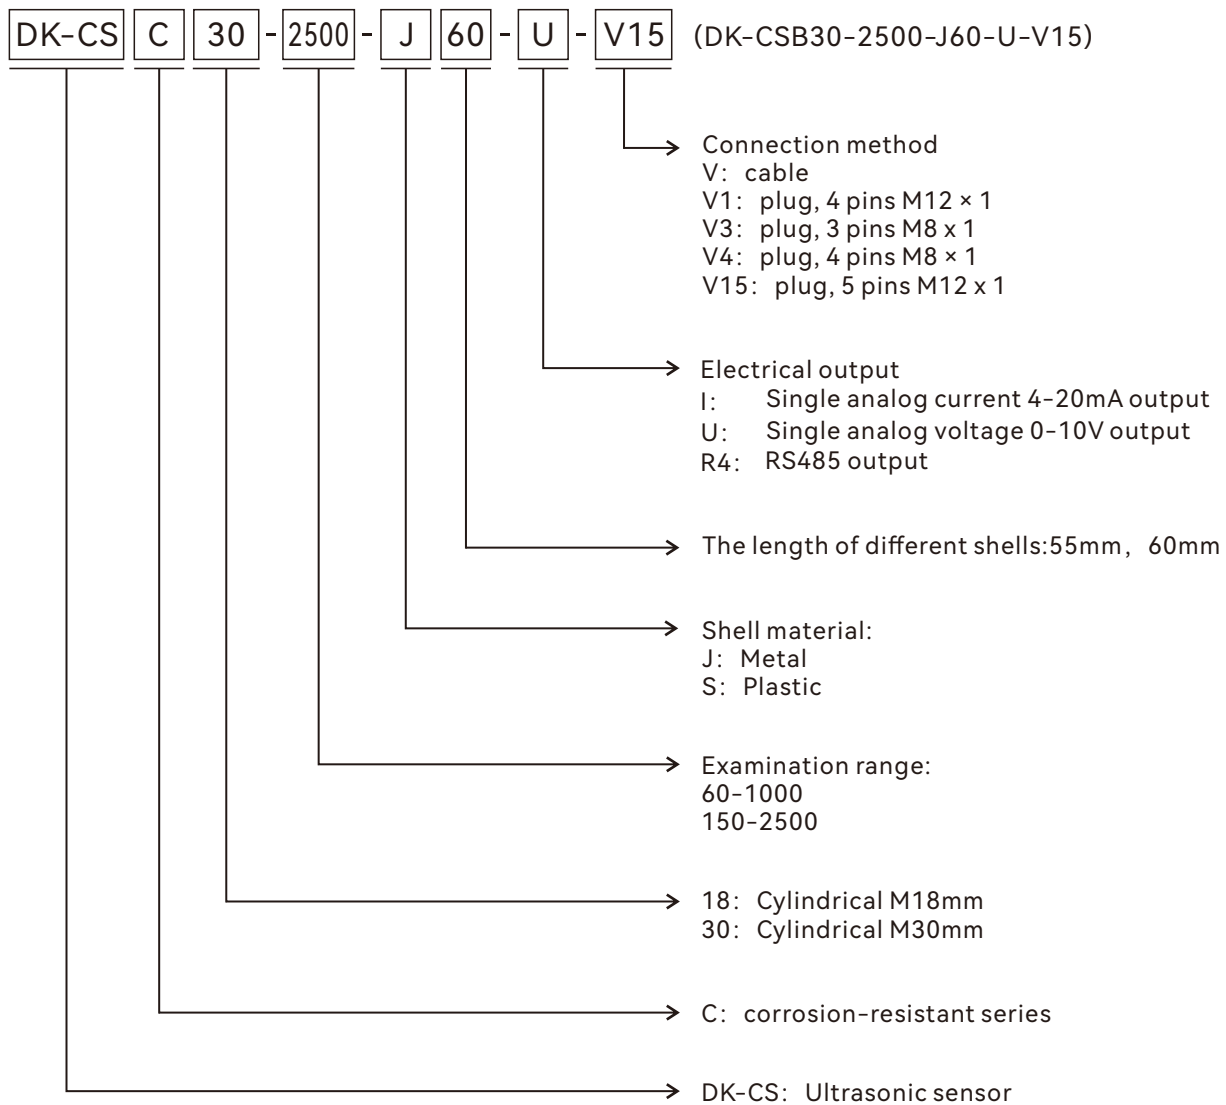 DK-CS C 30 - 2500 - J 60 - U - V15 (DK-CSB30-2500-J60-U-V15)
Connection method
V: cable
V1: plug, 4 pins M12 × 1
V3: plug, 3 pins M8 x 1
V4: plug, 4 pins M8 × 1
V15: plug, 5 pins M12 x 1
Electrical output
I: Single analog current 4-20mA output
U: Single analog voltage 0-10V output
R4: RS485 output
The length of different shells:55mm, 60mm
Shell material:
J: Metal
S: Plastic
Examination range:
60-1000
150-2500
18: Cylindrical M18mm
30: Cylindrical M30mm
C: corrosion-resistant series
DK-CS: Ultrasonic sensor